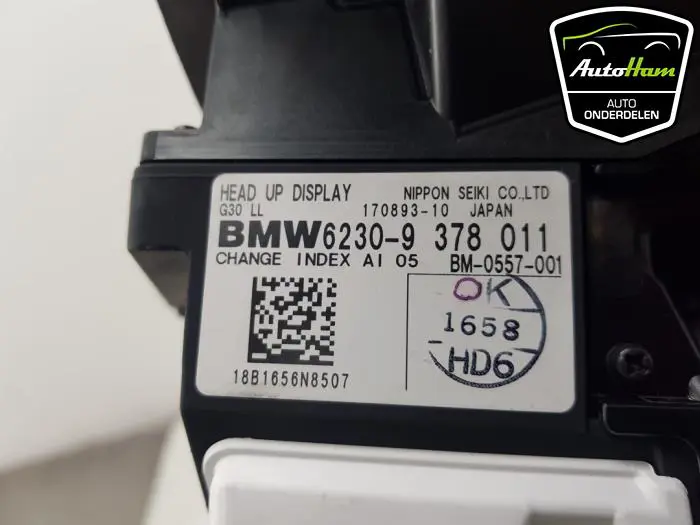 AutoHam
AUTO
ONDERDELEN
HEAD UP DISPLAY NIPPON SEIKI CO.,LTD
G30 LL 170893-10 JAPAN
BMW6230-9 378 011
CHANGE INDEX AI 05 BM-0557-001
OK
1658
HD6
18B1656N8507